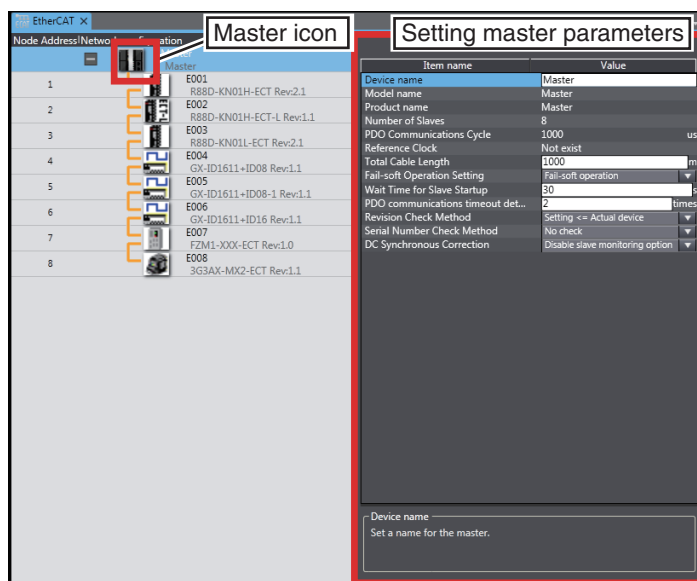 EtherCAT ×
Master icon
Setting master parameters
Node Address
Master
Item name Value
Device name Master
Model name Master
Product name Master
Number of Slaves 8
PDO Communications Cycle 1000 us
Reference Clock Not exist
Total Cable Length 1000 m
Fail-soft Operation Setting Fail-soft operation
Wait Time for Slave Startup 30 s
PDO communications timeout det... 2 times
Revision Check Method Setting <= Actual device
Serial Number Check Method No check
DC Synchronous Correction Disable slave monitoring option
1 E001
R88D-KN01H-ECT Rev:2.1
2 E002
R88D-KN01H-ECT-L Rev:1.1
3 E003
R88D-KN01L-ECT Rev:2.1
4 E004
GX-ID1611+ID08 Rev:1.1
5 E005
GX-ID1611+ID08-1 Rev:1.1
6 E006
GX-ID1611+ID16 Rev:1.1
7 E007
FZM1-XXX-ECT Rev:1.0
8 E008
3G3AX-MX2-ECT Rev:1.1
Device name
Set a name for the master.